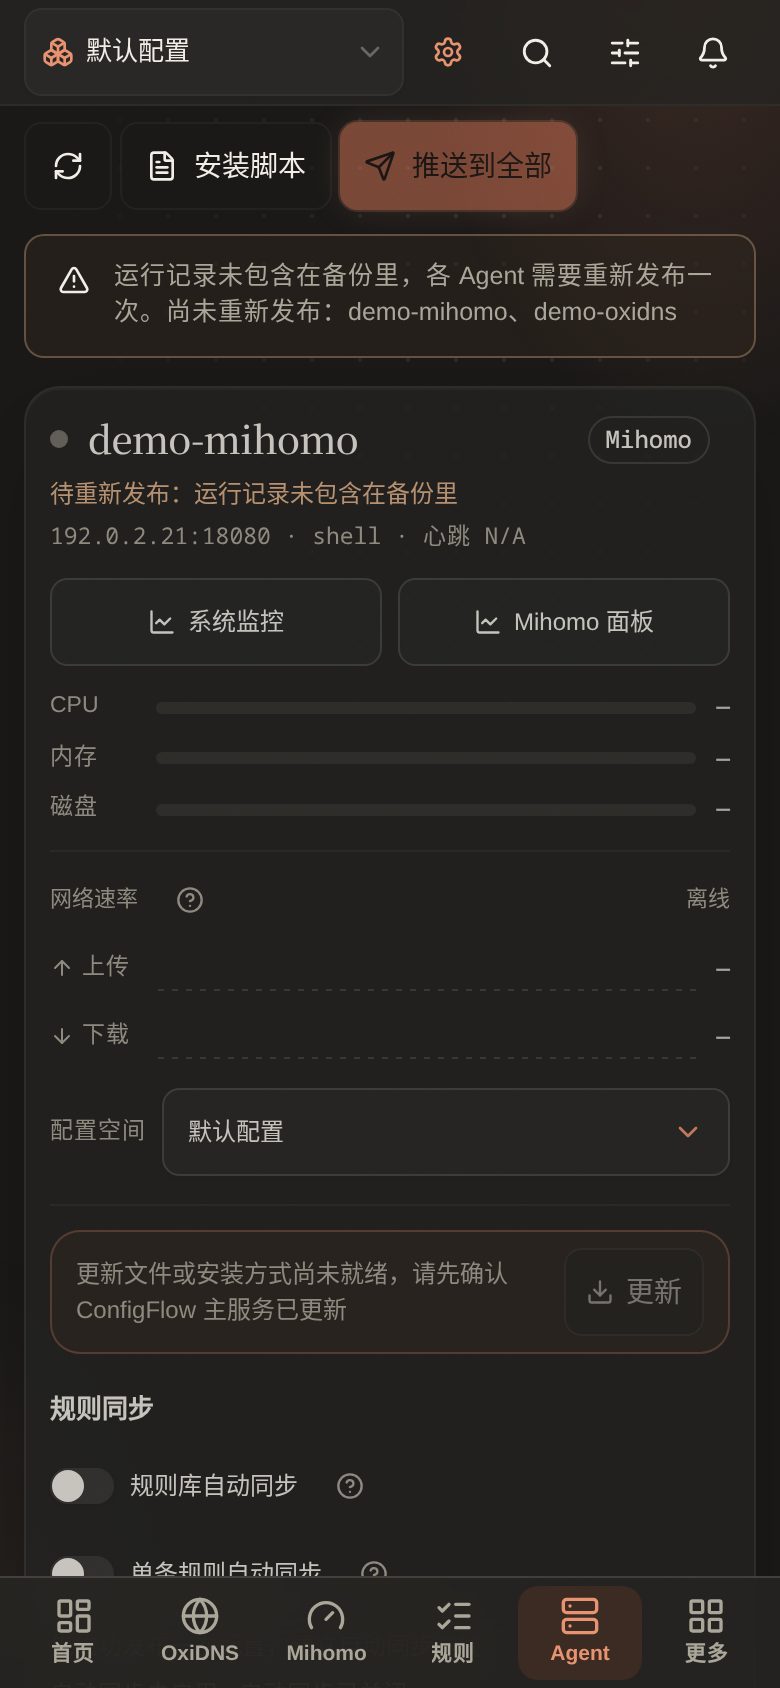 默认配置
安装脚本
推送到全部
运行记录未包含在备份里，各 Agent 需要重新发布一
次。尚未重新发布：demo-mihomo、demo-oxidns
demo-mihomo
Mihomo
待重新发布：运行记录未包含在备份里
192.0.2.21:18080 · shell · 心跳 N/A
系统监控
Mihomo 面板
CPU –
内存 –
磁盘 –
网络速率
离线
上传 –
下载 –
配置空间
默认配置
更新文件或安装方式尚未就绪，请先确认
ConfigFlow 主服务已更新
更新
规则同步
规则库自动同步
单条规则自动同步
首页
OxiDNS
Mihomo
规则
Agent
更多